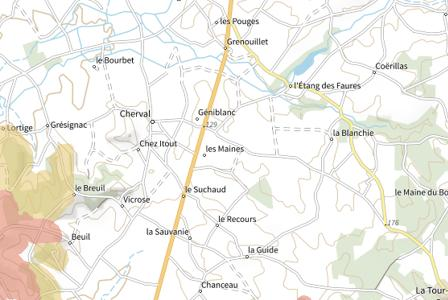 les Pouges
Grenouillet
le Bourbet
Coërillas
l'Étang des Faures
Cherval
Géniblanc
129
Lortige
Grésignac
la Blanchie
Chez Itout
les Maines
le Breuil
le Suchaud
le Maine du Bo
Vicrose
le Recours
176
Beuil
la Sauvanie
la Guide
Chanceau
La Tour-